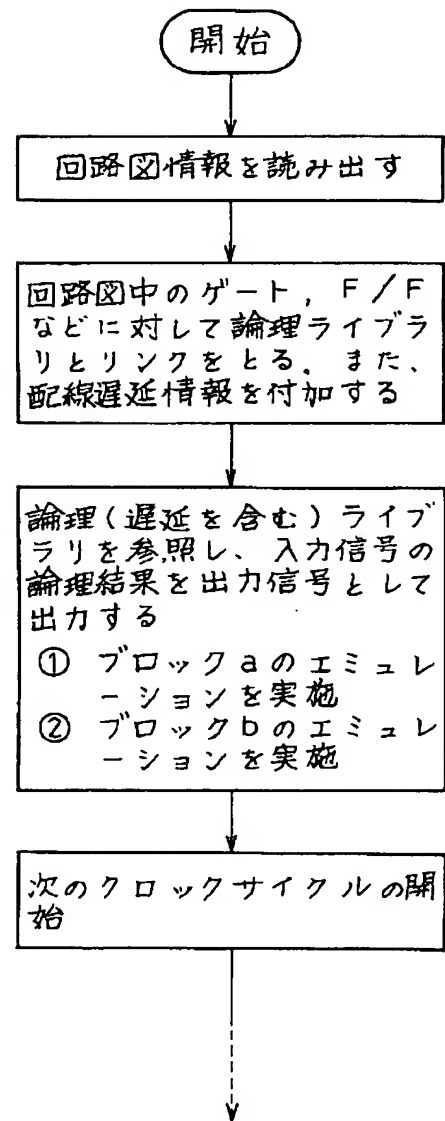 開始
回路図情報を読み出す
回路図中のゲート，F／F
などに対して論理ライブラ
リとリンクをとる．また、
配線遅延情報を付加する
論理（遅延を含む）ライブ
ラリを参照し、入力信号の
論理結果を出力信号として
出力する
① ブロックaのエミュレ
ーションを実施
② ブロックbのエミュレ
ーションを実施
次のクロックサイクルの開
始